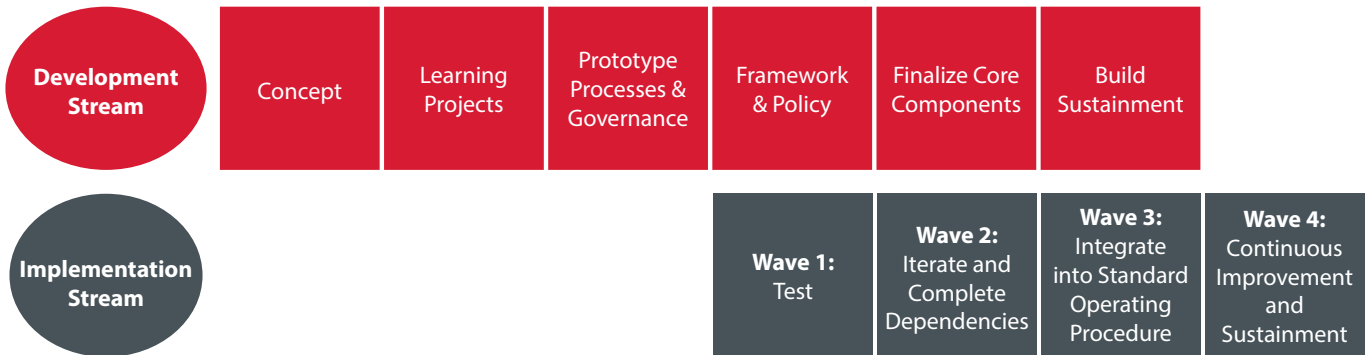 Development
Stream
Concept
Learning
Projects
Prototype
Processes &
Governance
Framework
& Policy
Finalize Core
Components
Build
Sustainment
Implementation
Stream
Wave 1:
Test
Wave 2:
Iterate and
Complete
Dependencies
Wave 3:
Integrate
into Standard
Operating
Procedure
Wave 4:
Continuous
Improvement
and
Sustainment